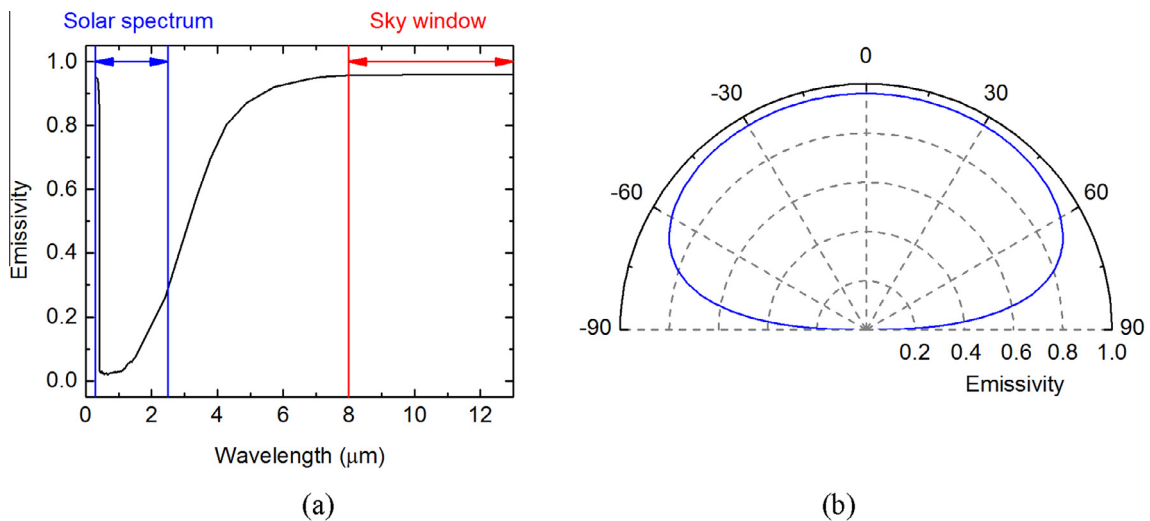 Solar spectrum
Sky window
1.0
0.8
0.6
0.4
0.2
0.0
Emissivity
0 2 4 6 8 10 12
Wavelength (μm)
(a)
0
-30 30
-60 60
-90 90
0.2 0.4 0.6 0.8 1.0
Emissivity
(b)